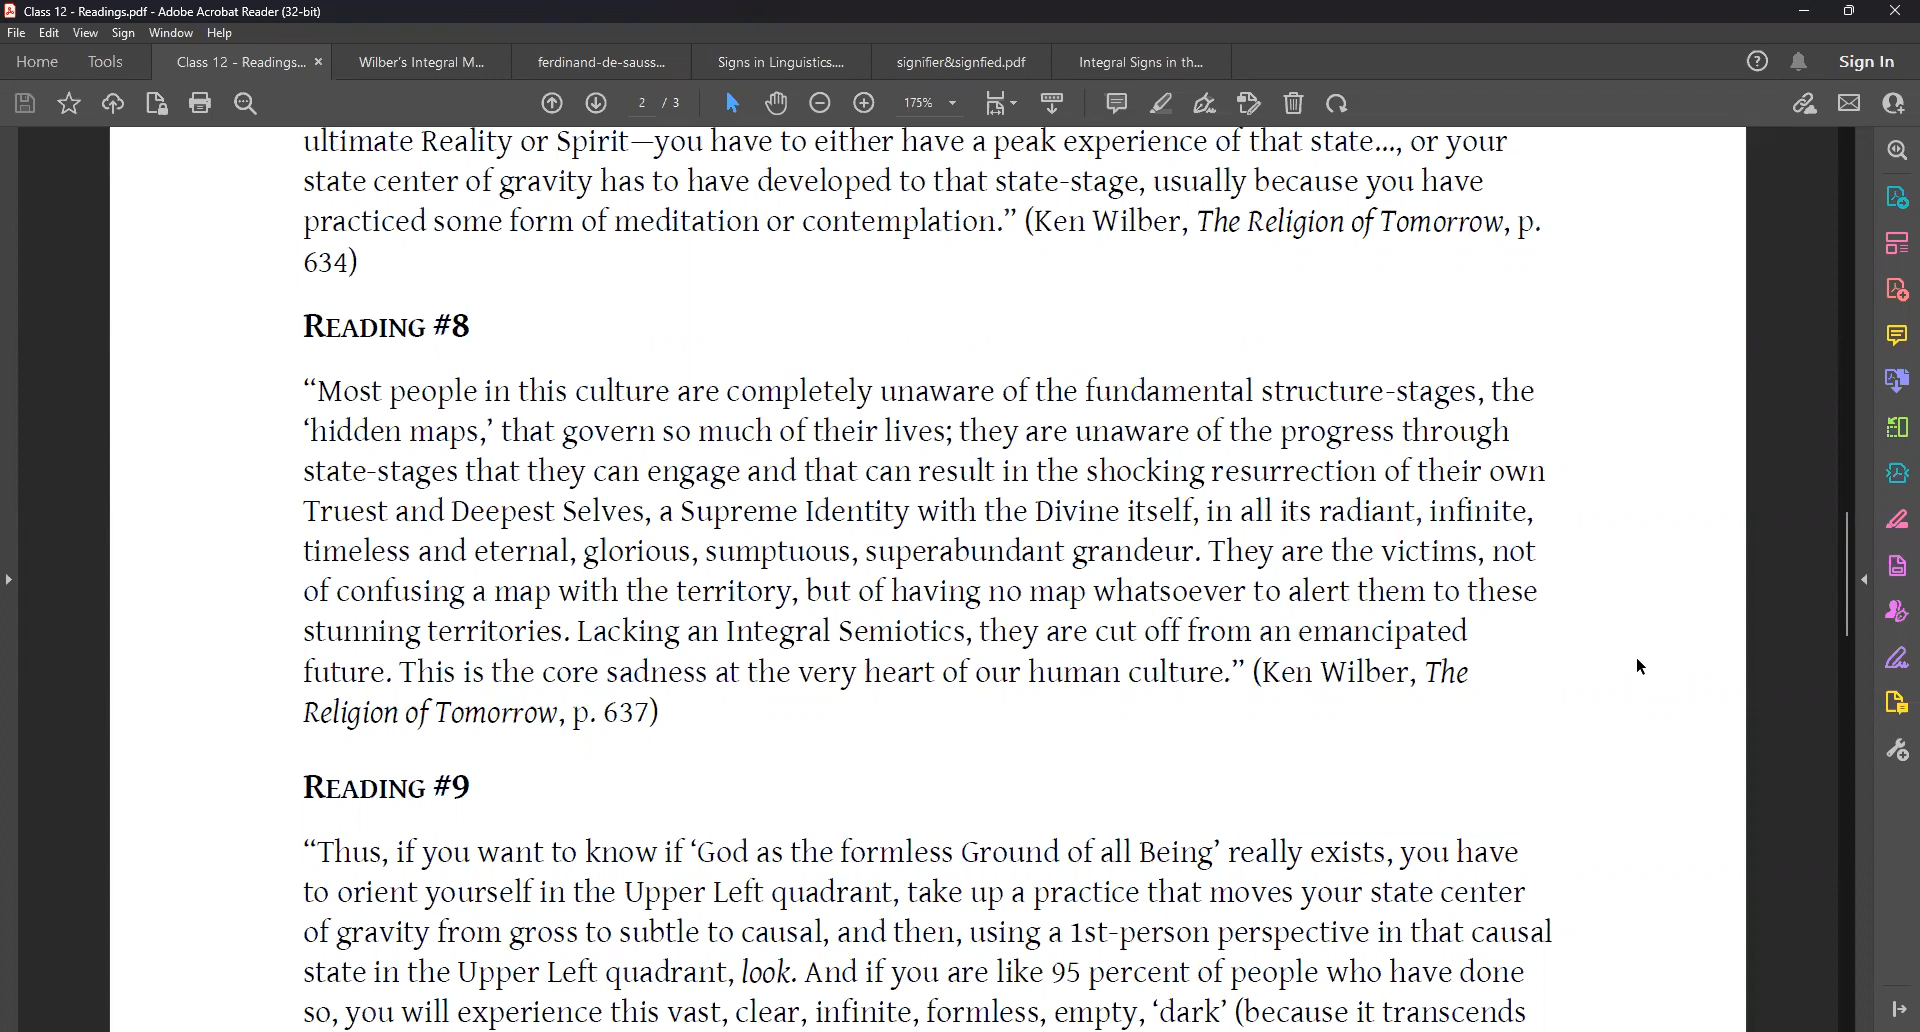 Class 12 - Readings.pdf - Adobe Acrobat Reader (32-bit)
File Edit View Sign Window Help
Home Tools Class 12 - Readings... × Wilber's Integral M... ferdinand-de-sauss... Signs in Linguistics.... signifier&signfied.pdf Integral Signs in th... Sign In
2 / 3 175%
ultimate Reality or Spirit—you have to either have a peak experience of that state..., or your
state center of gravity has to have developed to that state-stage, usually because you have
practiced some form of meditation or contemplation.” (Ken Wilber, The Religion of Tomorrow, p.
634)
READING #8
“Most people in this culture are completely unaware of the fundamental structure-stages, the
‘hidden maps,’ that govern so much of their lives; they are unaware of the progress through
state-stages that they can engage and that can result in the shocking resurrection of their own
Truest and Deepest Selves, a Supreme Identity with the Divine itself, in all its radiant, infinite,
timeless and eternal, glorious, sumptuous, superabundant grandeur. They are the victims, not
of confusing a map with the territory, but of having no map whatsoever to alert them to these
stunning territories. Lacking an Integral Semiotics, they are cut off from an emancipated
future. This is the core sadness at the very heart of our human culture.” (Ken Wilber, The
Religion of Tomorrow, p. 637)
READING #9
“Thus, if you want to know if ‘God as the formless Ground of all Being’ really exists, you have
to orient yourself in the Upper Left quadrant, take up a practice that moves your state center
of gravity from gross to subtle to causal, and then, using a 1st-person perspective in that causal
state in the Upper Left quadrant, look. And if you are like 95 percent of people who have done
so, you will experience this vast, clear, infinite, formless, empty, ‘dark’ (because it transcends